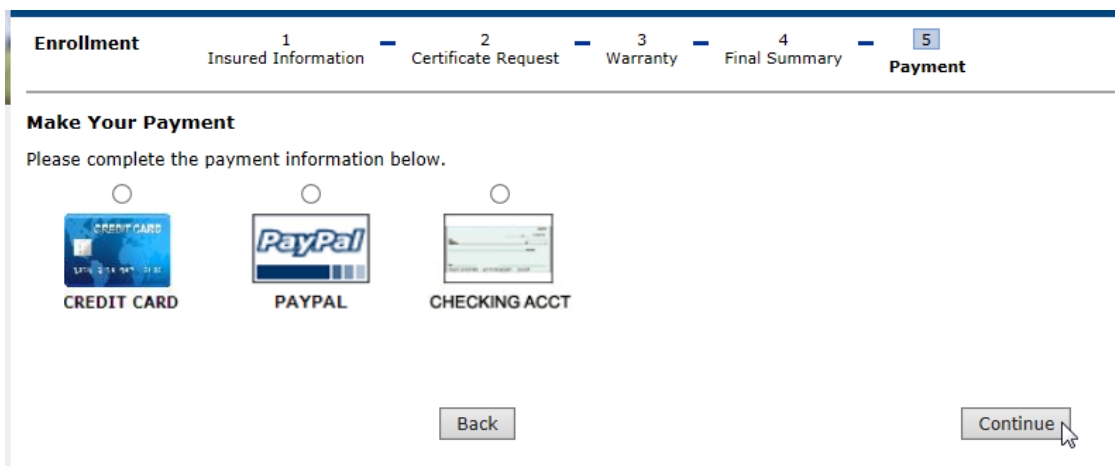 Enrollment
1
Insured Information
2
Certificate Request
3
Warranty
4
Final Summary
5
Payment
Make Your Payment
Please complete the payment information below.
CREDIT CARD
CREDIT CARD
PayPal
PAYPAL
CHECKING ACCT
Back
Continue